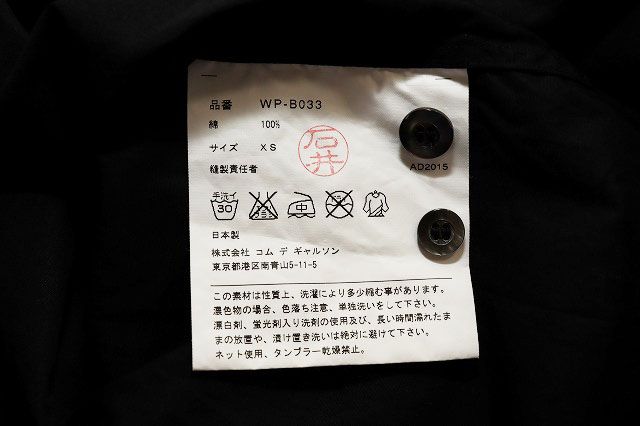 品番 WP-B033
綿 100%
サイズ XS
縫製責任者
石井
AD2015
手洗イ
30
中
日本製
株式会社 コム デ ギャルソン
東京都港区南青山5-11-5
この素材は性質上、洗濯により多少縮む事があります。
濃色物の場合、色落ち注意、単独洗いをして下さい。
漂白剤、蛍光剤入り洗剤の使用及び、長い時間濡れたま
まの放置や、漬け置き洗いは絶対に避けて下さい。
ネット使用、タンブラー乾燥禁止。